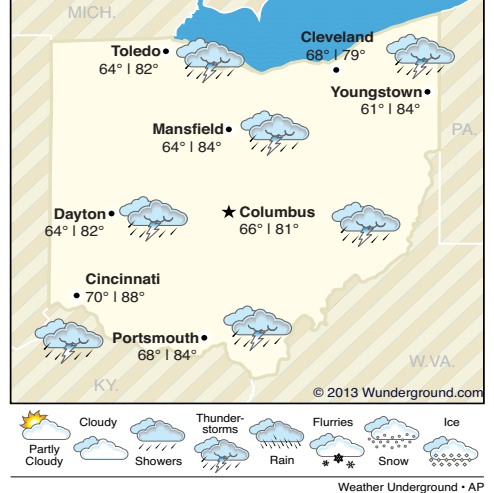 MICH.
Cleveland
Toledo
68° | 79°
64° | 82°
Youngstown
61° | 84°
Mansfield
64° | 84°
PA.
Dayton
64° | 82°
Columbus
66° | 81°
Cincinnati
70° | 88°
Portsmouth
68° | 84°
W.VA.
KY.
© 2013 Wunderground.com
Partly
Cloudy
Cloudy
Showers
Thunder-
storms
Rain
Flurries
Snow
Ice
Weather Underground • AP